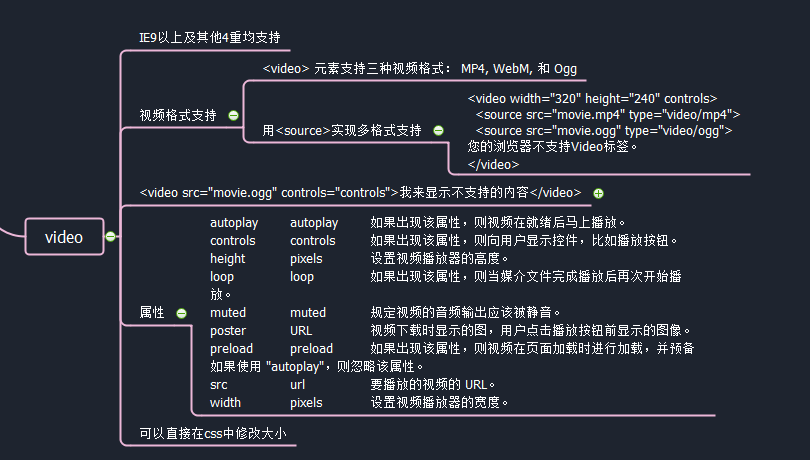 IE9以上及其他4重均支持
<video> 元素支持三种视频格式： MP4, WebM, 和 Ogg
视频格式支持
用<source>实现多格式支持
<video width="320" height="240" controls>
<source src="movie.mp4" type="video/mp4">
<source src="movie.ogg" type="video/ogg">
您的浏览器不支持Video标签。
</video>
<video src="movie.ogg" controls="controls">我来显示不支持的内容</video>
video
属性
autoplay autoplay 如果出现该属性，则视频在就绪后马上播放。
controls controls 如果出现该属性，则向用户显示控件，比如播放按钮。
height pixels 设置视频播放器的高度。
loop loop 如果出现该属性，则当媒介文件完成播放后再次开始播
放。
muted muted 规定视频的音频输出应该被静音。
poster URL 视频下载时显示的图，用户点击播放按钮前显示的图像。
preload preload 如果出现该属性，则视频在页面加载时进行加载，并预备
如果使用 "autoplay"，则忽略该属性。
src url 要播放的视频的 URL。
width pixels 设置视频播放器的宽度。
可以直接在css中修改大小